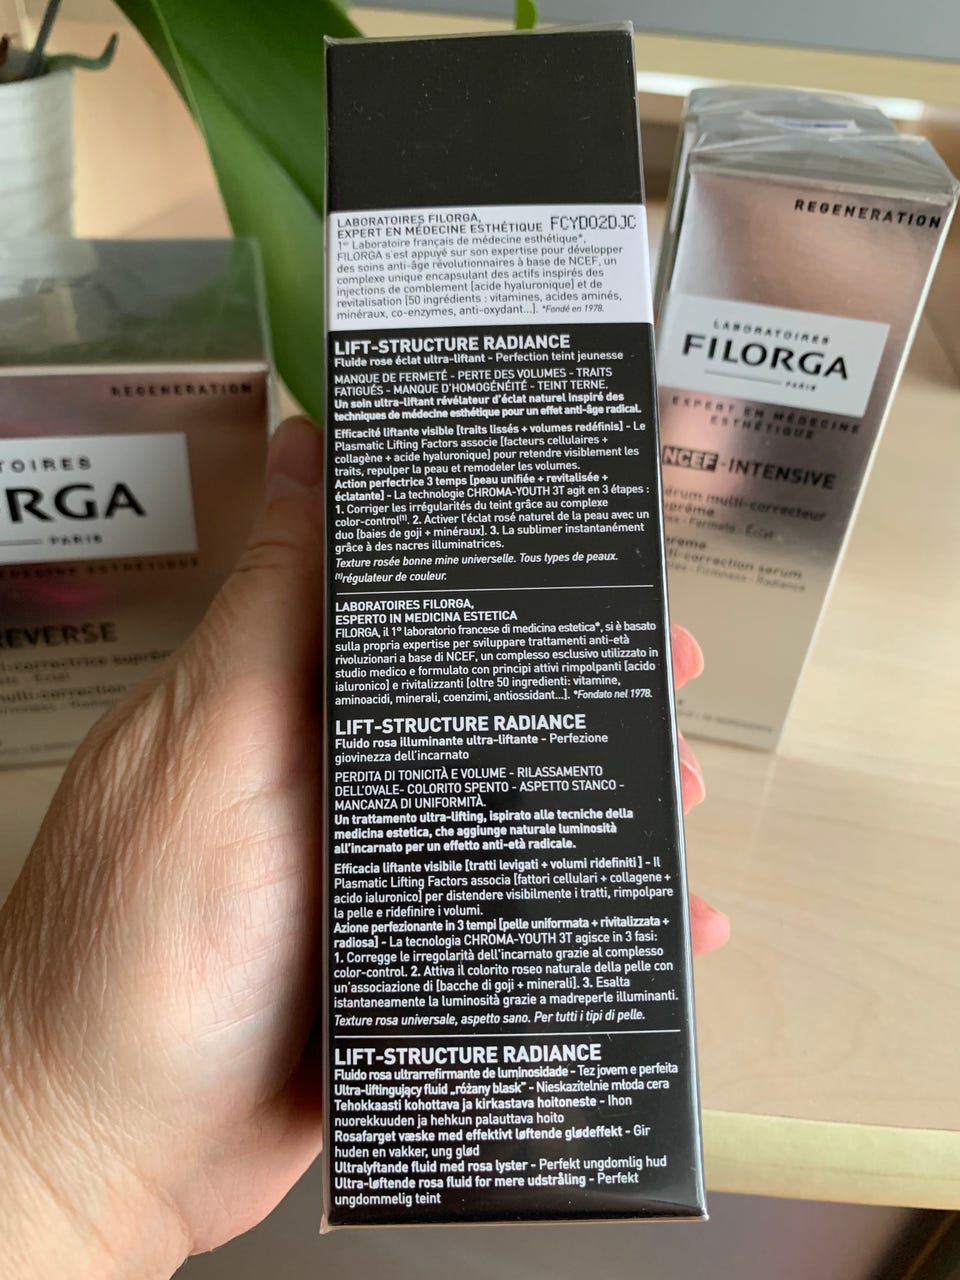 LABORATOIRES FILORGA,
EXPERT EN MÉDECINE ESTHÉTIQUE FCYD02DJC
1er Laboratoire français de médecine esthétique*,
FILORGA s'est appuyé sur son expertise pour développer
des soins anti-âge révolutionnaires à base de NCEF, un
complexe unique encapsulant des actifs inspirés des
injections de comblement [acide hyaluronique] et de
revitalisation [50 ingrédients : vitamines, acides aminés,
minéraux, co-enzymes, anti-oxydant...]. *Fondé en 1978.
LIFT-STRUCTURE RADIANCE
Fluide rose éclat ultra-liftant - Perfection teint jeunesse
MANQUE DE FERMETÉ - PERTE DES VOLUMES - TRAITS
FATIGUÉS - MANQUE D'HOMOGÉNÉITÉ - TEINT TERNE.
Un soin ultra-liftant révélateur d'éclat naturel inspiré des
techniques de médecine esthétique pour un effet anti-âge radical.
Efficacité liftante visible [traits lissés + volumes redéfinis] - Le
Plasmatic Lifting Factors associe [facteurs cellulaires +
collagène + acide hyaluronique] pour retendre visiblement les
traits, repulper la peau et remodeler les volumes.
Action perfectrice 3 temps [peau unifiée + revitalisée +
éclatante] - La technologie CHROMA-YOUTH 3T agit en 3 étapes :
1. Corriger les irrégularités du teint grâce au complexe
color-control[1]. 2. Activer l'éclat rosé naturel de la peau avec un
duo [baies de goji + minéraux]. 3. La sublimer instantanément
grâce à des nacres illuminatrices.
Texture rosée bonne mine universelle. Tous types de peaux.
[1]régulateur de couleur.
LABORATOIRES FILORGA,
ESPERTO IN MEDICINA ESTETICA
FILORGA, il 1° laboratorio francese di medicina estetica*, si è basato
sulla propria expertise per sviluppare trattamenti anti-età
rivoluzionari a base di NCEF, un complesso esclusivo utilizzato in
studio medico e formulato con principi attivi rimpolpanti [acido
ialuronico] e rivitalizzanti [oltre 50 ingredienti: vitamine,
aminoacidi, minerali, coenzimi, antiossidant...]. *Fondato nel 1978.
LIFT-STRUCTURE RADIANCE
Fluido rosa illuminante ultra-liftante - Perfezione
giovinezza dell'incarnato
PERDITA DI TONICITÀ E VOLUME - RILASSAMENTO
DELL'OVALE- COLORITO SPENTO - ASPETTO STANCO -
MANCANZA DI UNIFORMITÀ.
Un trattamento ultra-lifting, ispirato alle tecniche della
medicina estetica, che aggiunge naturale luminosità
all'incarnato per un effetto anti-età radicale.
Efficacia liftante visibile [tratti levigati + volumi ridefiniti] - Il
Plasmatic Lifting Factors associa [fattori cellulari + collagene +
acido ialuronico] per distendere visibilmente i tratti, rimpolpare
la pelle e ridefinire i volumi.
Azione perfezionante in 3 tempi [pelle uniformata + rivitalizzata +
radiosa] - La tecnologia CHROMA-YOUTH 3T agisce in 3 fasi:
1. Corregge le irregolarità dell'incarnato grazie al complesso
color-control. 2. Attiva il colorito roseo naturale della pelle con
un'associazione di [bacche di goji + minerali]. 3. Esalta
istantaneamente la luminosità grazie a madreperle illuminanti.
Texture rosa universale, aspetto sano. Per tutti i tipi di pelle.
LIFT-STRUCTURE RADIANCE
Fluido rosa ultrarrefirmante de luminosidade - Tez jovem e perfeita
Ultra-liftingujący fluid „różany blask" - Nieskazitelnie młoda cera
Tehokkaasti kohottava ja kirkastava hoitoneste - Ihon
nuorekkuuden ja hehkun palauttava hoito
Rosafarget væske med effektivt løftende glødeffekt - Gir
huden en vakker, ung glød
Ultralyftande fluid med rosa lyster - Perfekt ungdomlig hud
Ultra-løftende rosa fluid for mere udstråling - Perfekt
ungdommelig teint
REGENERATION
TOIRES
RGA
PARIS
MÉDECINE ESTHÉTIQUE
REVERSE
REGENERATION
LABORATOIRES
FILORGA
PARIS
EXPERT EN MÉDECINE
ESTHÉTIQUE
NCEF-INTENSIVE
sérum multi-correcteur
suprême
Fermeté - Éclat
correction serum
Firmness - Radiance